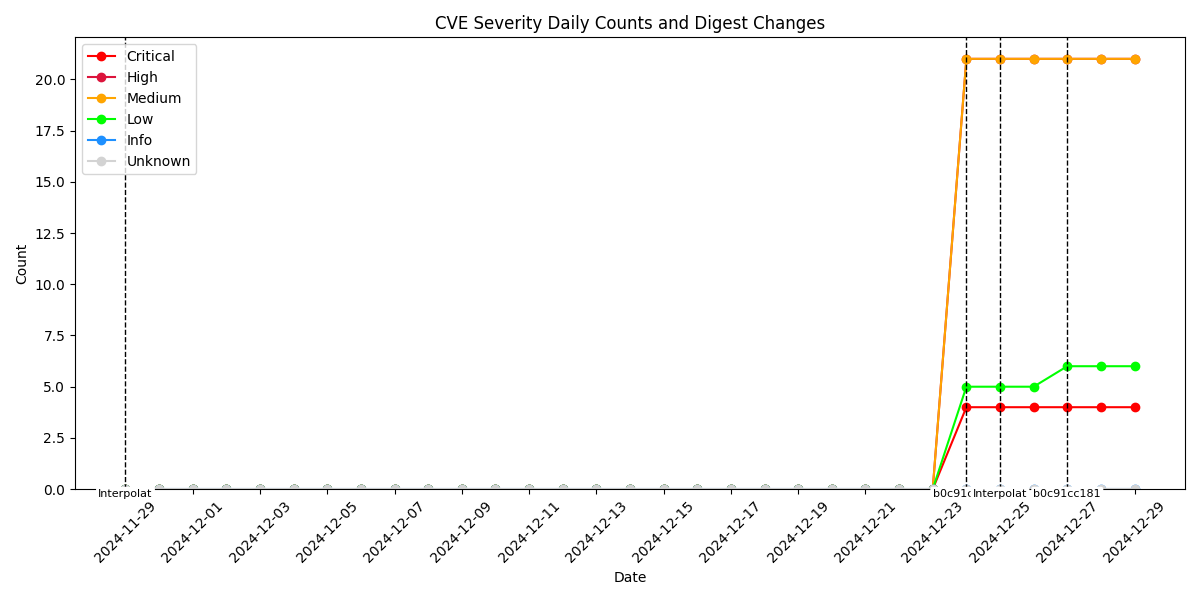 CVE Severity Daily Counts and Digest Changes
Critical
High
Medium
Low
Info
Unknown
20.0
17.5
15.0
12.5
10.0
7.5
5.0
2.5
0.0
Count
Interpolat
b0c91c
Interpolat
b0c91cc181
2024-11-29
2024-12-01
2024-12-03
2024-12-05
2024-12-07
2024-12-09
2024-12-11
2024-12-13
2024-12-15
2024-12-17
2024-12-19
2024-12-21
2024-12-23
2024-12-25
2024-12-27
2024-12-29
Date